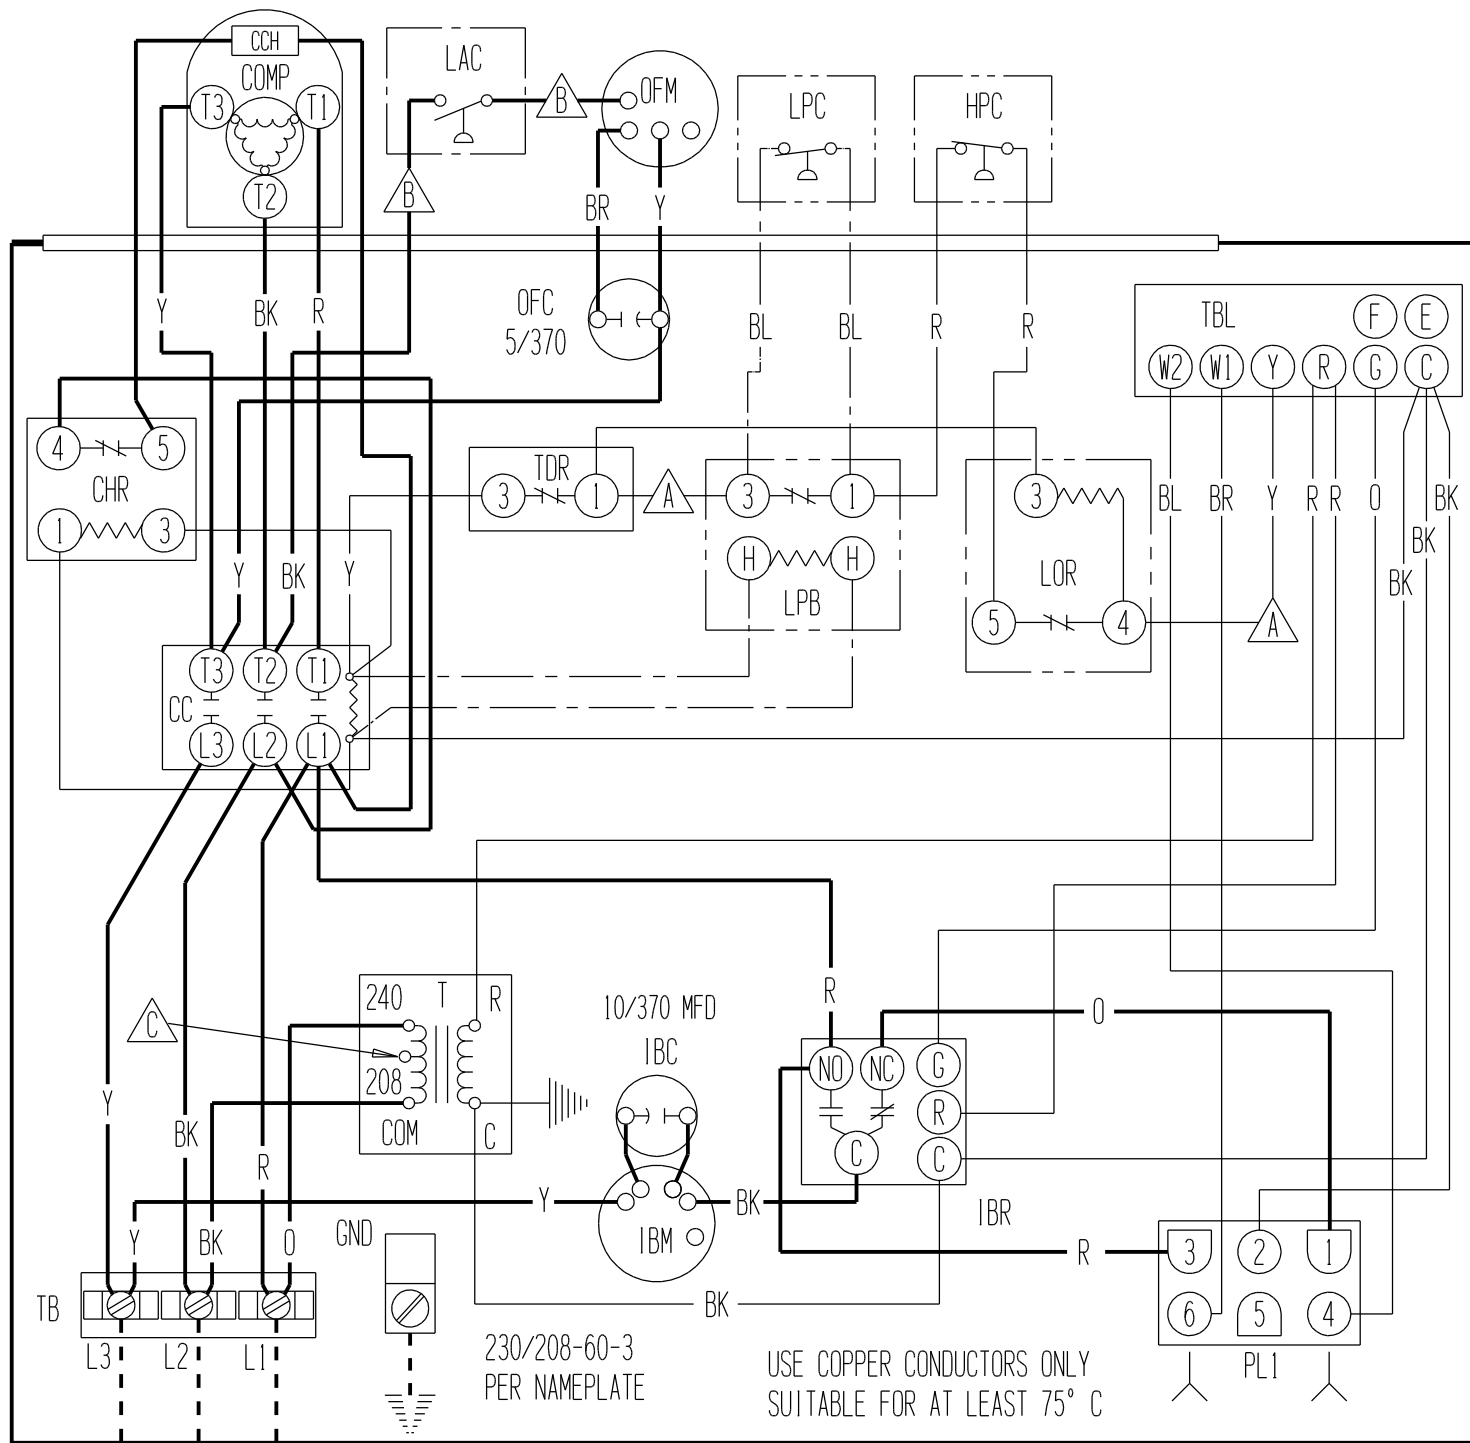 CCH
COMP
T3 T1
T2
LAC
B
OFM
LPC
HPC
B
BR Y
Y BK R
OFC
5/370
BL BL R R
TBL
F E
W2 W1 Y R G C
4 5
CHR
1 3
TDR
3 1
A
3 1
H H
LPB
3
LOR
5 4
A
BL BR Y R R O BK
BK
BK
Y BK Y
T3 T2 T1
CC
L3 L2 L1
240 T R
208
COM C
C
10/370 MFD
IBC
R
O
NO NC G
R
C C
IBR
Y
BK
R
Y
BK
IBM
Y BK O
GND
R
3 2 1
6 5 4
PL1
BK
TB
L3 L2 L1
230/208-60-3
PER NAMEPLATE
USE COPPER CONDUCTORS ONLY
SUITABLE FOR AT LEAST 75° C